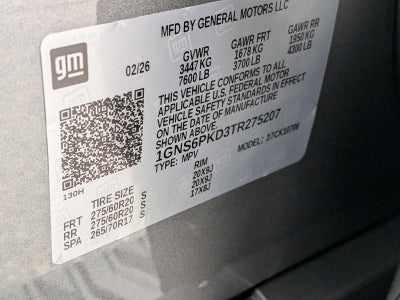 gm
MFD BY GENERAL MOTORS LLC
02/26
GVWR GAWR FRT GAWR RR
3447 KG 1678 KG 1950 KG
7600 LB 3700 LB 4300 LB
THIS VEHICLE CONFORMS TO ALL
APPLICABLE U.S. FEDERAL MOTOR
VEHICLE SAFETY STANDARDS IN EFFECT
ON THE DATE OF MANUFACTURE
SHOWN ABOVE.
1GNS6PKD3TR275207
TYPE: MPV MODEL: 37CK10706
130H
TIRE SIZE RIM
FRT 275/60R20 S 20X9J
RR 275/60R20 S 20X9J
SPA 265/70R17 S 17X8J